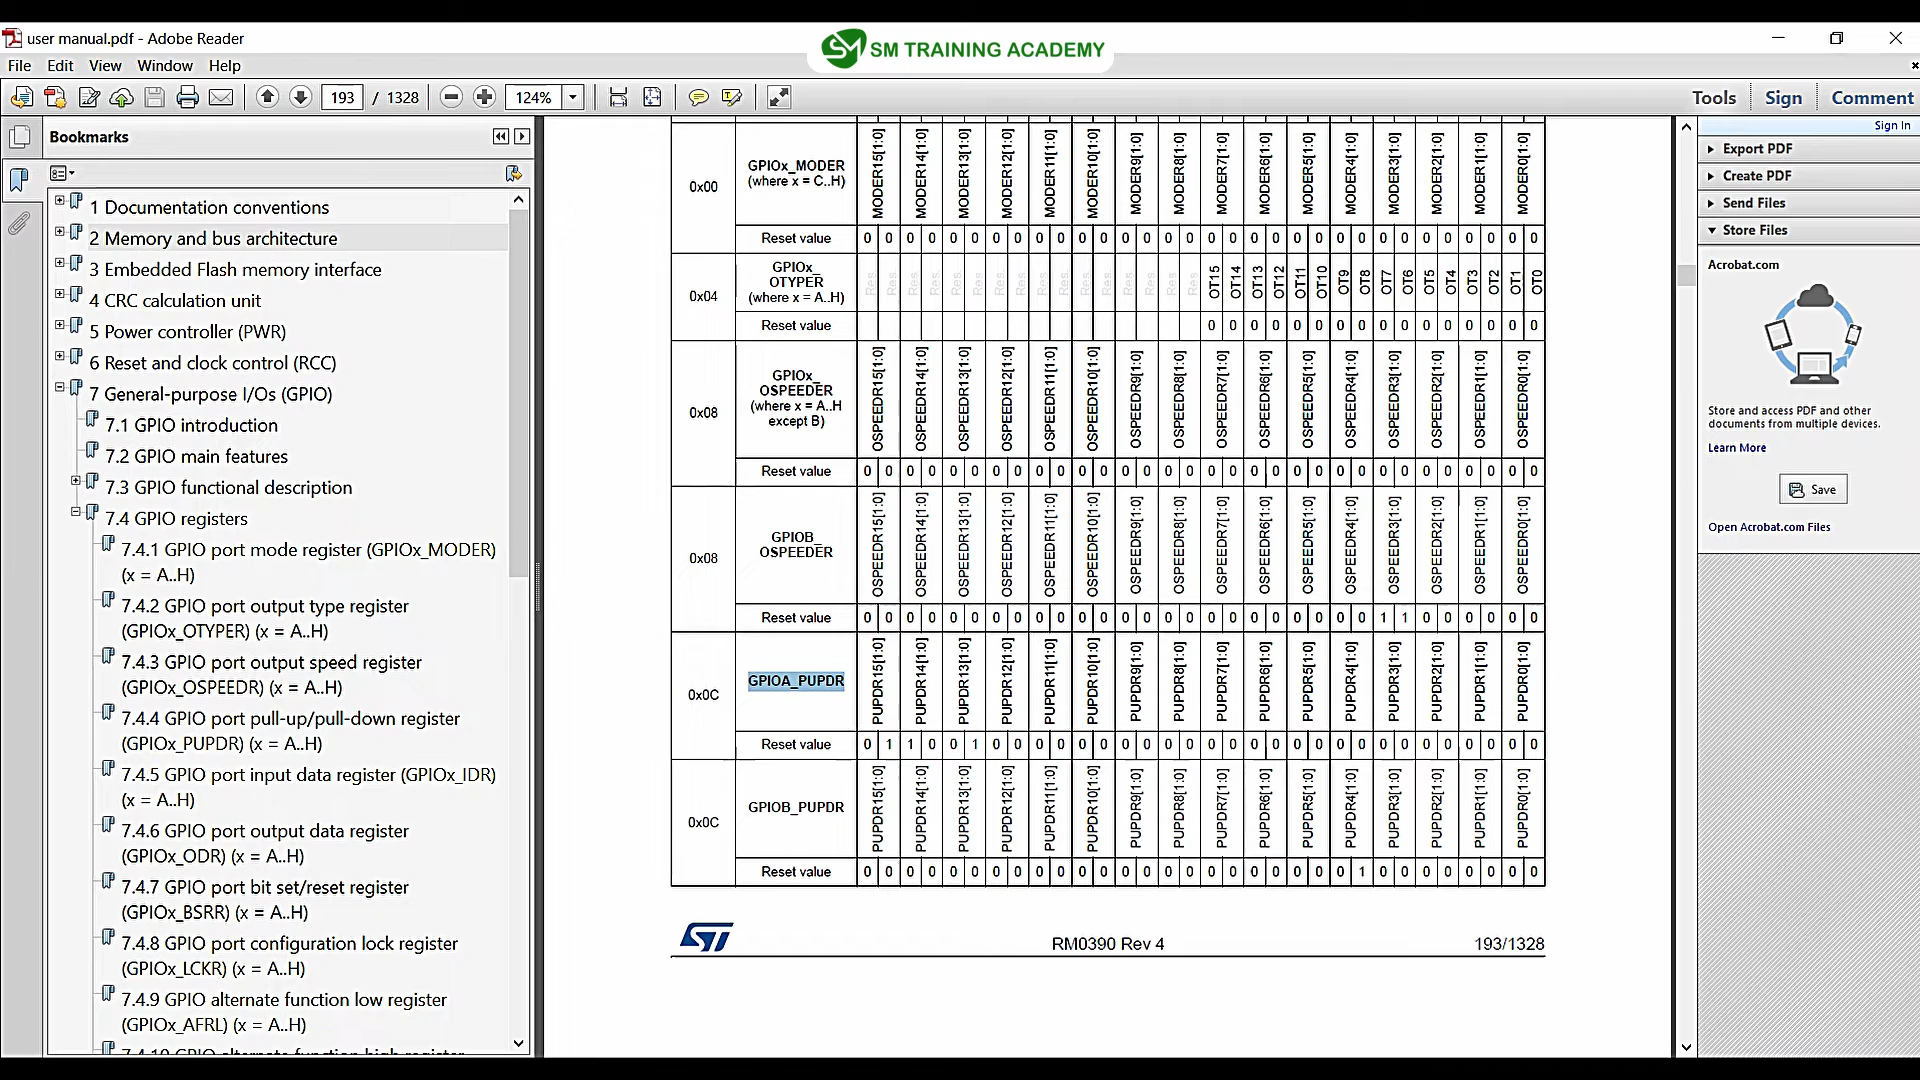 user manual.pdf - Adobe Reader
SM TRAINING ACADEMY
File Edit View Window Help
193 / 1328 124% Tools Sign Comment
Sign In
Bookmarks
1 Documentation conventions
2 Memory and bus architecture
3 Embedded Flash memory interface
4 CRC calculation unit
5 Power controller (PWR)
6 Reset and clock control (RCC)
7 General-purpose I/Os (GPIO)
7.1 GPIO introduction
7.2 GPIO main features
7.3 GPIO functional description
7.4 GPIO registers
7.4.1 GPIO port mode register (GPIOx_MODER)
(x = A..H)
7.4.2 GPIO port output type register
(GPIOx_OTYPER) (x = A..H)
7.4.3 GPIO port output speed register
(GPIOx_OSPEEDR) (x = A..H)
7.4.4 GPIO port pull-up/pull-down register
(GPIOx_PUPDR) (x = A..H)
7.4.5 GPIO port input data register (GPIOx_IDR)
(x = A..H)
7.4.6 GPIO port output data register
(GPIOx_ODR) (x = A..H)
7.4.7 GPIO port bit set/reset register
(GPIOx_BSRR) (x = A..H)
7.4.8 GPIO port configuration lock register
(GPIOx_LCKR) (x = A..H)
7.4.9 GPIO alternate function low register
(GPIOx_AFRL) (x = A..H)
7.4.10 GPIO alternate function high register
0x00
GPIOx_MODER
(where x = C..H)
MODER15[1:0] MODER14[1:0] MODER13[1:0] MODER12[1:0] MODER11[1:0] MODER10[1:0] MODER9[1:0] MODER8[1:0] MODER7[1:0] MODER6[1:0] MODER5[1:0] MODER4[1:0] MODER3[1:0] MODER2[1:0] MODER1[1:0] MODER0[1:0]
Reset value 0 0 0 0 0 0 0 0 0 0 0 0 0 0 0 0 0 0 0 0 0 0 0 0 0 0 0 0 0 0 0 0
0x04
GPIOx_
OTYPER
(where x = A..H)
Res. Res. Res. Res. Res. Res. Res. Res. Res. Res. Res. Res. Res. Res. Res. Res. OT15 OT14 OT13 OT12 OT11 OT10 OT9 OT8 OT7 OT6 OT5 OT4 OT3 OT2 OT1 OT0
Reset value 0 0 0 0 0 0 0 0 0 0 0 0 0 0 0 0
0x08
GPIOx_
OSPEEDER
(where x = A..H
except B)
OSPEEDR15[1:0] OSPEEDR14[1:0] OSPEEDR13[1:0] OSPEEDR12[1:0] OSPEEDR11[1:0] OSPEEDR10[1:0] OSPEEDR9[1:0] OSPEEDR8[1:0] OSPEEDR7[1:0] OSPEEDR6[1:0] OSPEEDR5[1:0] OSPEEDR4[1:0] OSPEEDR3[1:0] OSPEEDR2[1:0] OSPEEDR1[1:0] OSPEEDR0[1:0]
Reset value 0 0 0 0 0 0 0 0 0 0 0 0 0 0 0 0 0 0 0 0 0 0 0 0 0 0 0 0 0 0 0 0
0x08
GPIOB_
OSPEEDER
OSPEEDR15[1:0] OSPEEDR14[1:0] OSPEEDR13[1:0] OSPEEDR12[1:0] OSPEEDR11[1:0] OSPEEDR10[1:0] OSPEEDR9[1:0] OSPEEDR8[1:0] OSPEEDR7[1:0] OSPEEDR6[1:0] OSPEEDR5[1:0] OSPEEDR4[1:0] OSPEEDR3[1:0] OSPEEDR2[1:0] OSPEEDR1[1:0] OSPEEDR0[1:0]
Reset value 0 0 0 0 0 0 0 0 0 0 0 0 0 0 0 0 0 0 0 0 0 0 0 0 1 1 0 0 0 0 0 0
0x0C
GPIOA_PUPDR
PUPDR15[1:0] PUPDR14[1:0] PUPDR13[1:0] PUPDR12[1:0] PUPDR11[1:0] PUPDR10[1:0] PUPDR9[1:0] PUPDR8[1:0] PUPDR7[1:0] PUPDR6[1:0] PUPDR5[1:0] PUPDR4[1:0] PUPDR3[1:0] PUPDR2[1:0] PUPDR1[1:0] PUPDR0[1:0]
Reset value 0 1 1 0 0 1 0 0 0 0 0 0 0 0 0 0 0 0 0 0 0 0 0 0 0 0 0 0 0 0 0 0
0x0C
GPIOB_PUPDR
PUPDR15[1:0] PUPDR14[1:0] PUPDR13[1:0] PUPDR12[1:0] PUPDR11[1:0] PUPDR10[1:0] PUPDR9[1:0] PUPDR8[1:0] PUPDR7[1:0] PUPDR6[1:0] PUPDR5[1:0] PUPDR4[1:0] PUPDR3[1:0] PUPDR2[1:0] PUPDR1[1:0] PUPDR0[1:0]
Reset value 0 0 0 0 0 0 0 0 0 0 0 0 0 0 0 0 0 0 0 0 0 0 0 1 0 0 0 0 0 0 0 0
ST RM0390 Rev 4 193/1328
Export PDF
Create PDF
Send Files
Store Files
Acrobat.com
Store and access PDF and other
documents from multiple devices.
Learn More
Save
Open Acrobat.com Files